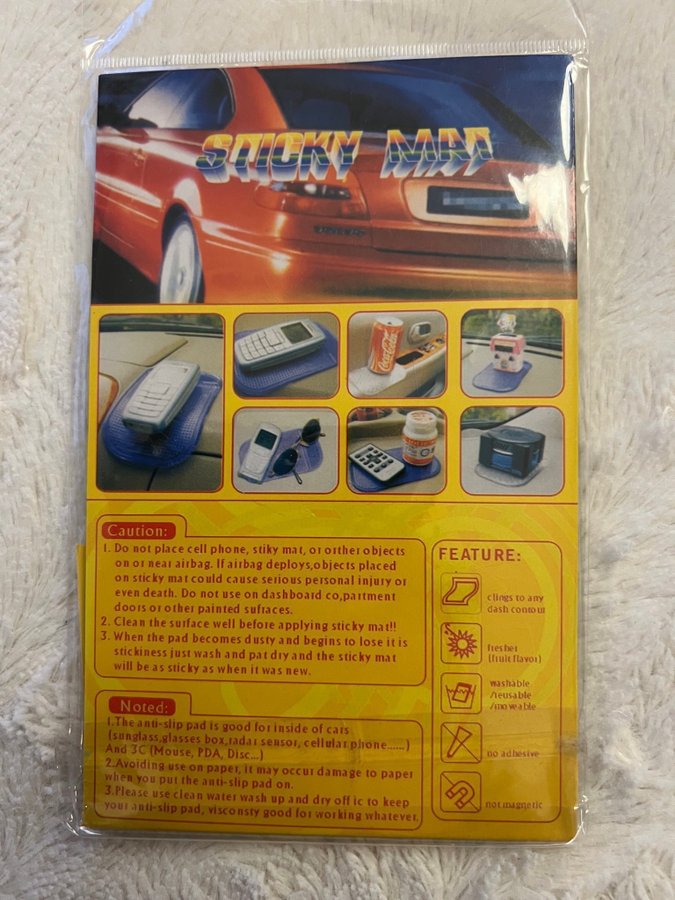 STICKY MAT
Coca-Cola
Caution:
1. Do not place cell phone, stiky mat, or orther objects
on or near airbag. If airbag deploys,objects placed
on sticky mat could cause serious personal injury or
even death. Do not use on dashboard co,partment
doors or other painted sufraces.
2. Clean the surface well before applying sticky mat!!
3. When the pad becomes dusty and begins to lose it is
stickiness just wash and pat dry and the sticky mat
will be as sticky as when it was new.
Noted:
1.The anti-slip pad is good for inside of cars
(sunglass,glasses box,radar sensor, cellular phone......)
And 3C (Mouse, PDA, Disc...)
2.Avoiding use on paper, it may occur damage to paper
when you put the anti-slip pad on.
3.Please use clean water wash up and dry off ic to keep
your anti-slip pad, visconsty good for working whatever.
FEATURE:
clings to any
dash contour
fresher
(fruit flavor)
washable
/reusable
/movable
no adhesive
not magnetic